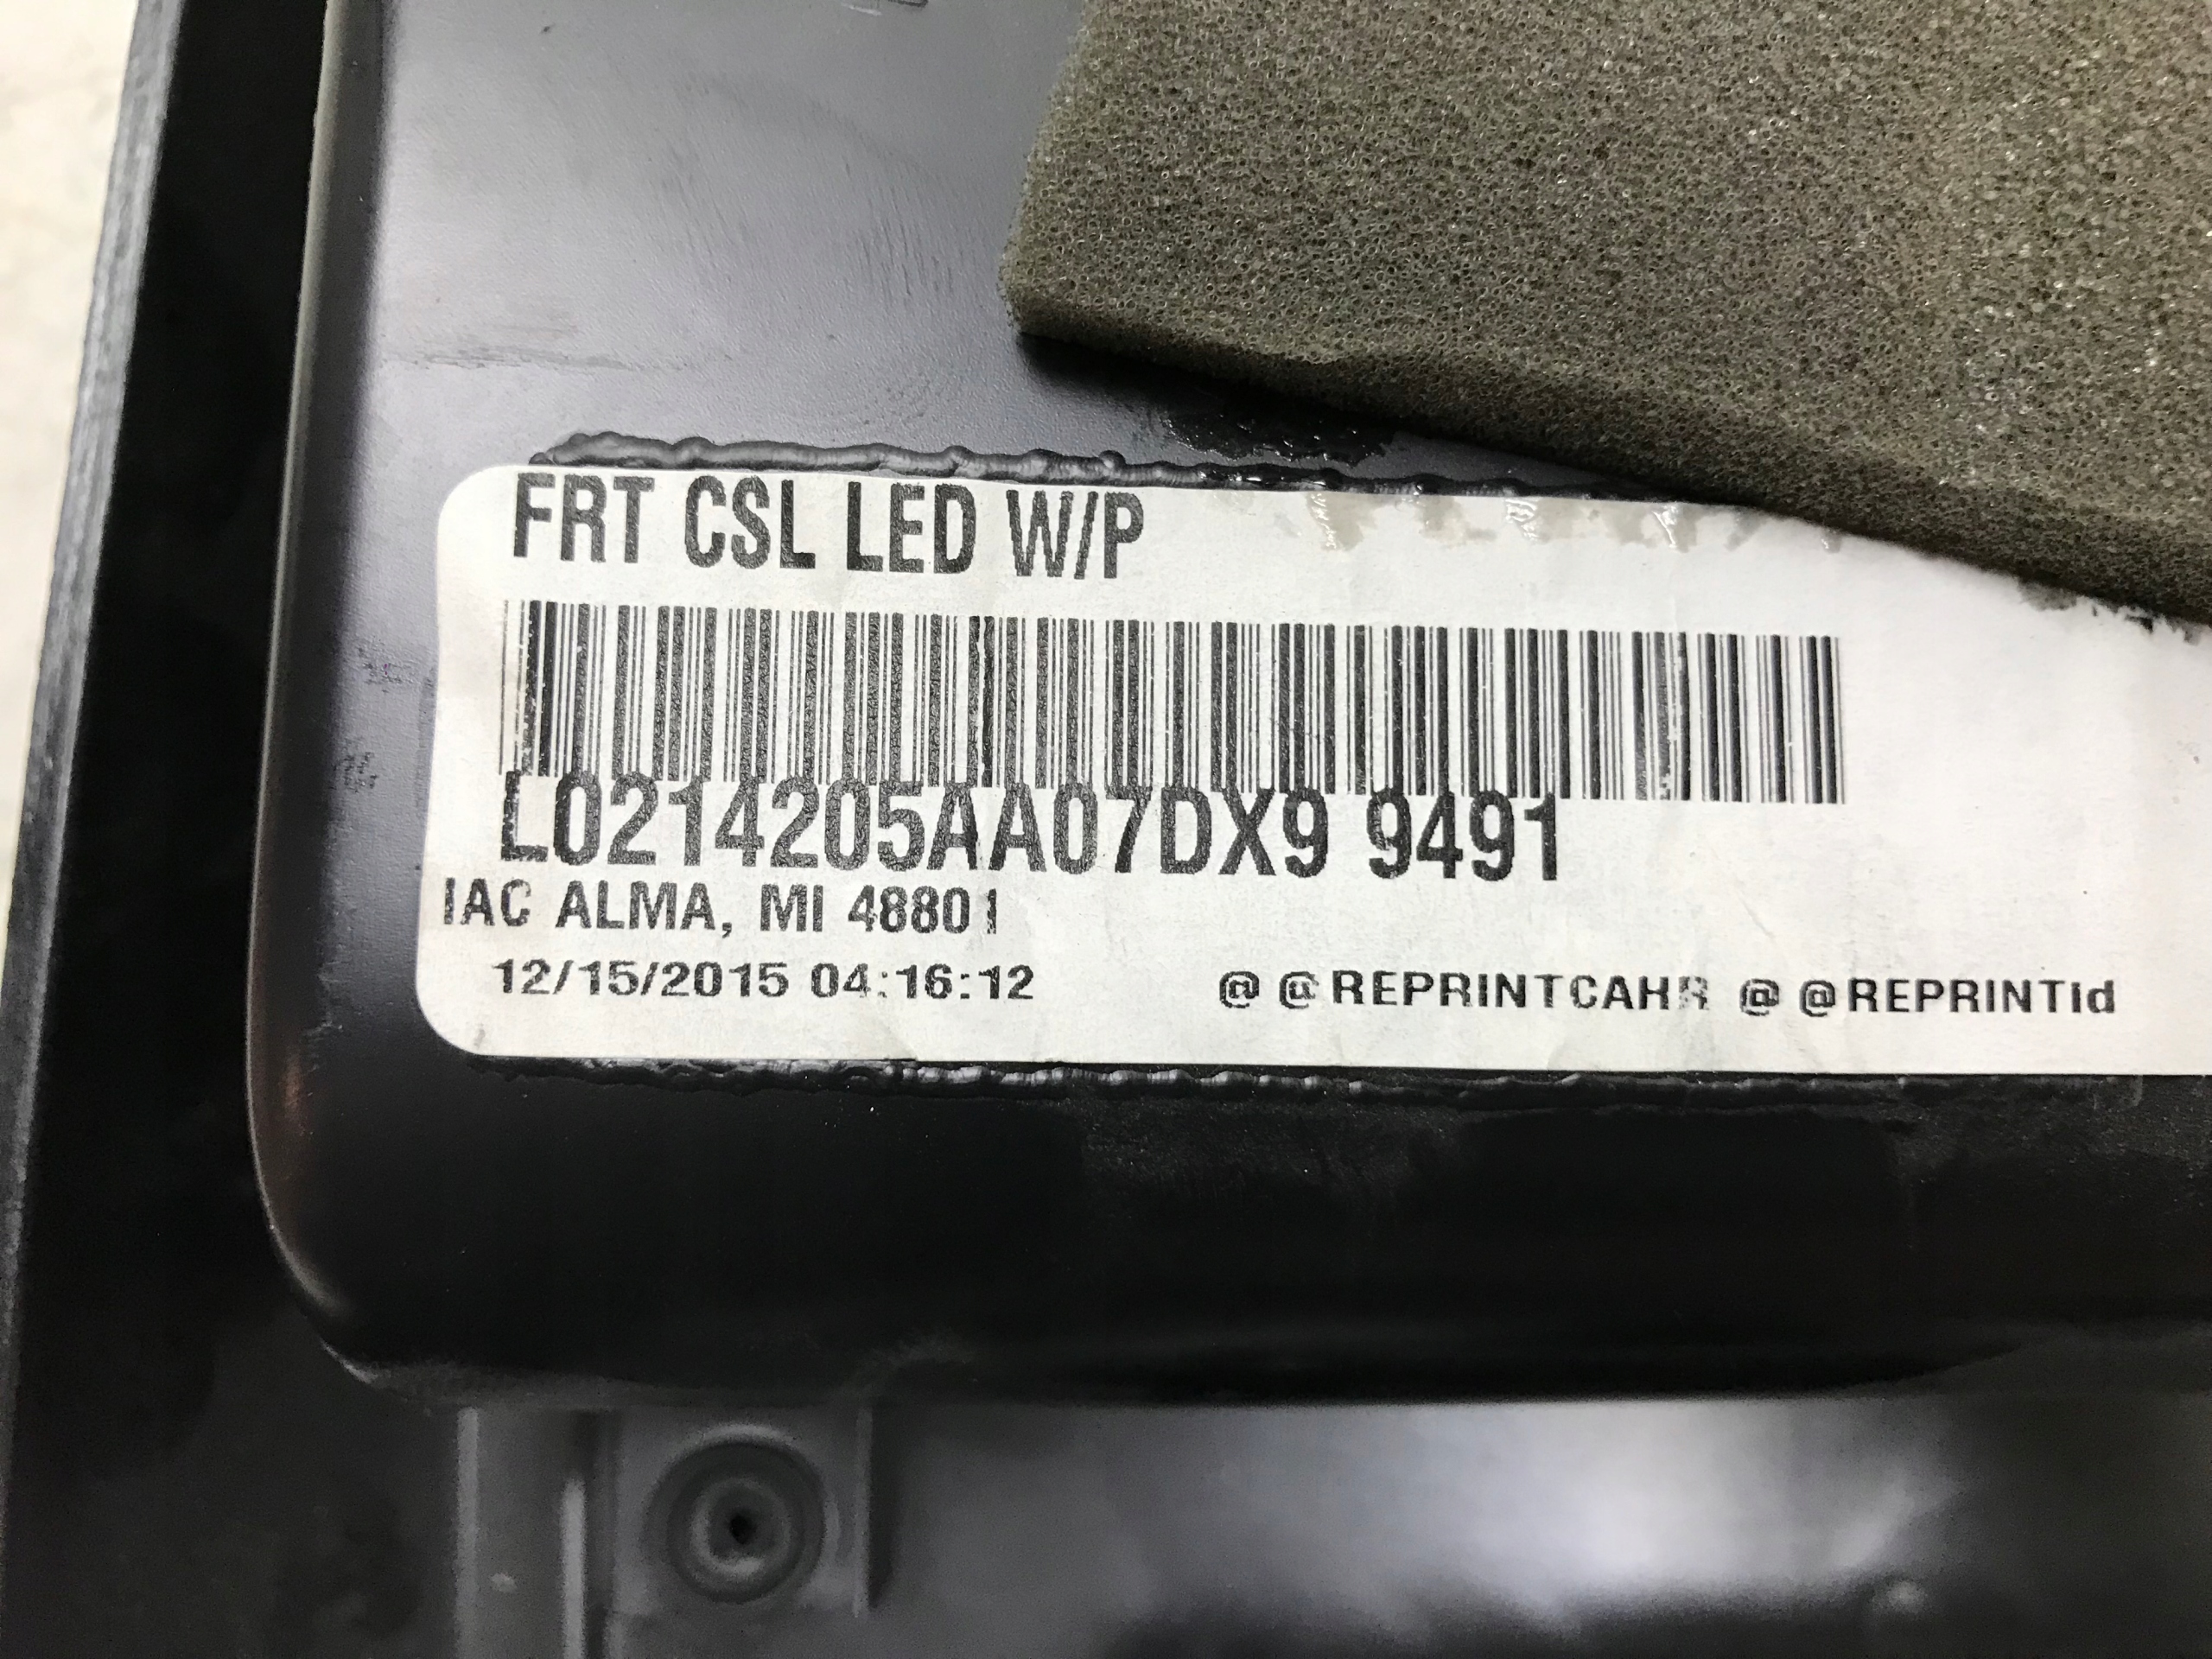 FRT CSL LED W/P
L0214205AA07DX9 9491
IAC ALMA, MI 48801
12/15/2015 04:16:12 @ @REPRINTCAHR @ @REPRINTid